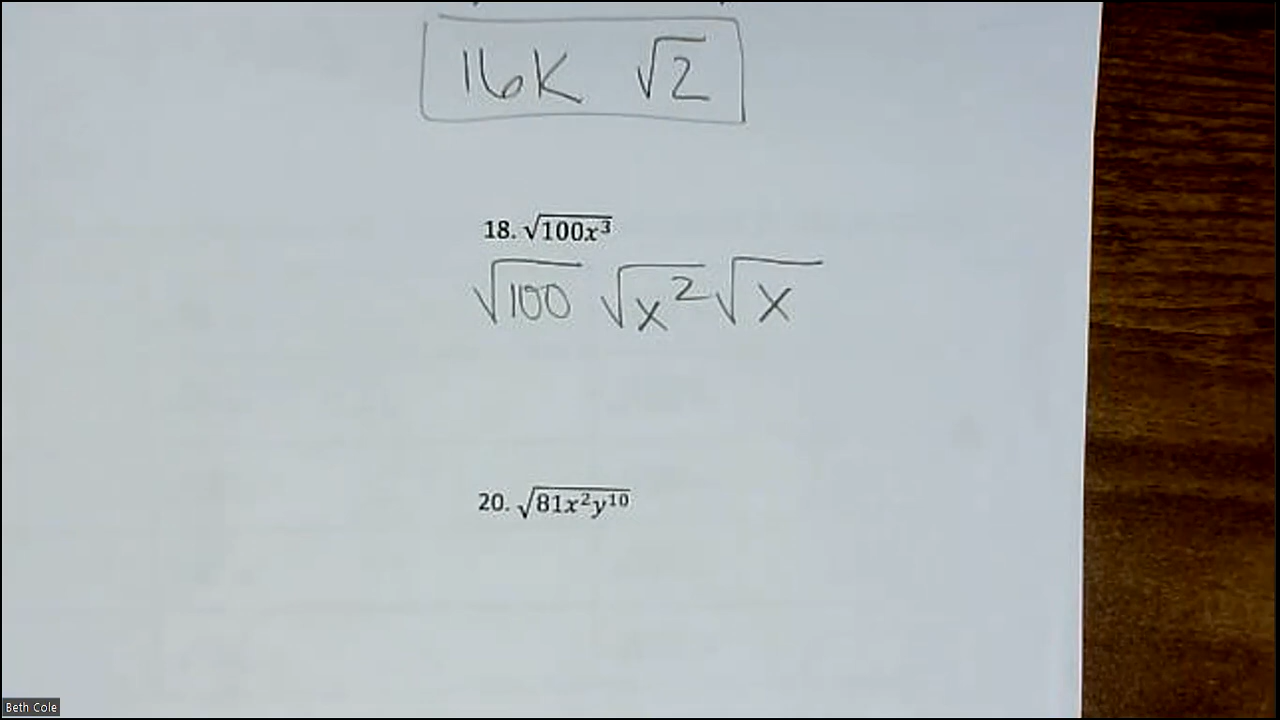 16K √2
18. √100x³
√100 √x² √x
20. √81x²y¹⁰
Beth Cole